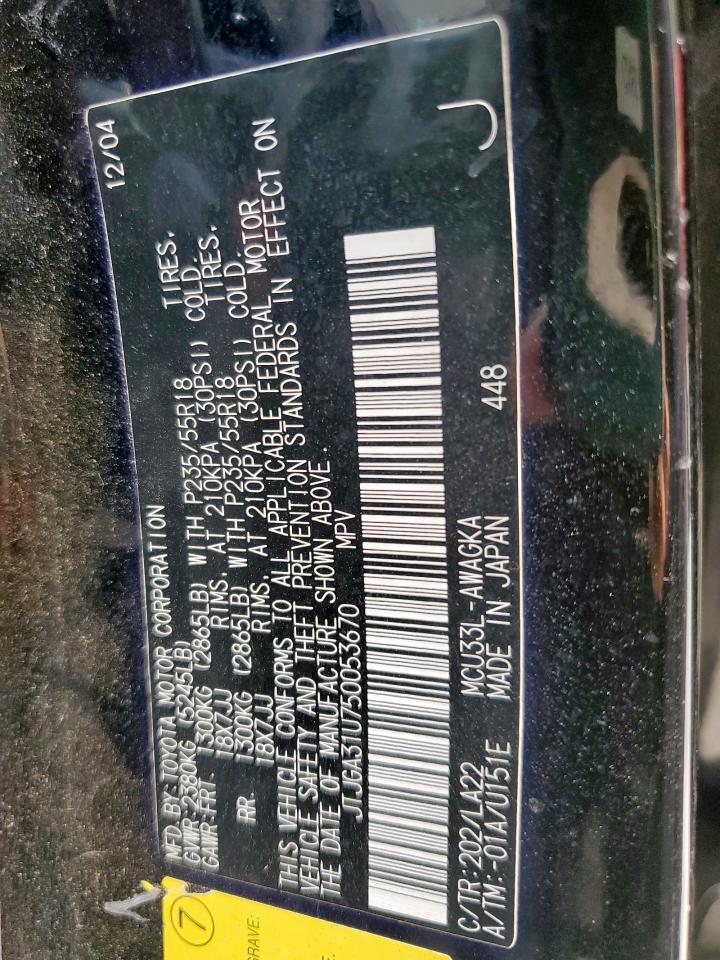 MFD.BY:TOYOTA MOTOR CORPORATION 12/04
GVWR:2380KG (5245LB)
GAWR:FRT. 1300KG (2865LB) WITH P235/55R18 TIRES.
18X7JJ RIMS. AT 210KPA (30PSI) COLD.
RR. 1300KG (2865LB) WITH P235/55R18 TIRES.
18X7JJ RIMS. AT 210KPA (30PSI) COLD.
THIS VEHICLE CONFORMS TO ALL APPLICABLE FEDERAL MOTOR
VEHICLE SAFETY AND THEFT PREVENTION STANDARDS IN EFFECT ON
THE DATE OF MANUFACTURE SHOWN ABOVE.
JTJGA31U750053670 MPV
C/TR:202/LA22 MCU33L-AWAGKA 448 J
A/TM:-01A/U151E MADE IN JAPAN
7
GRAVE.